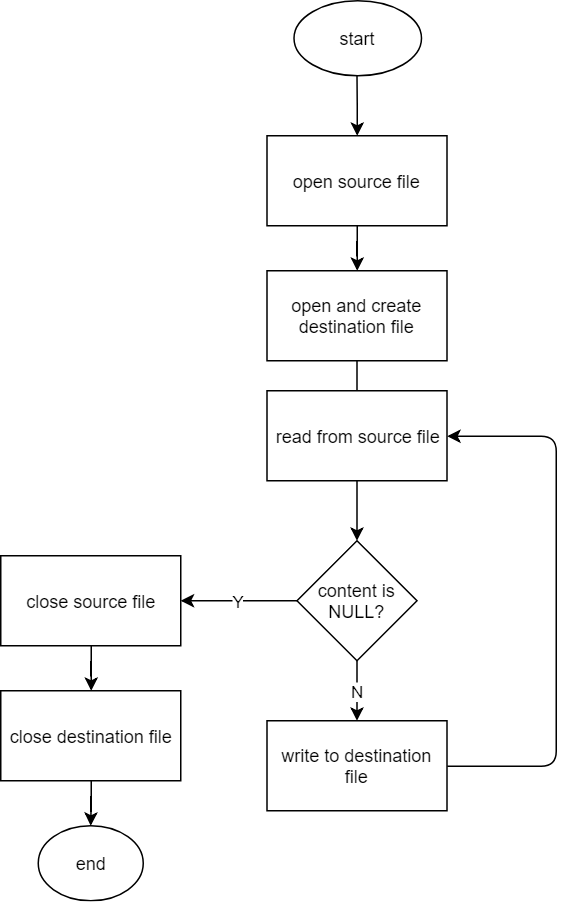 start
open source file
open and create
destination file
read from source file
content is
NULL?
Y
close source file
close destination file
end
N
write to destination
file